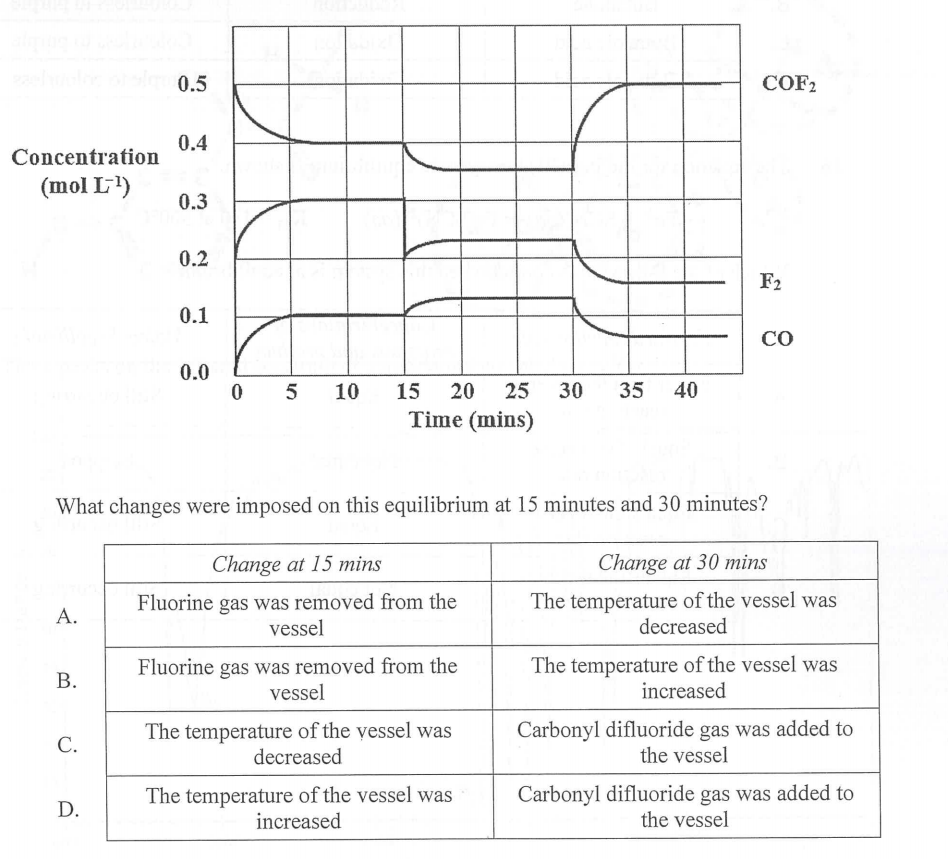 0.5
COF₂
0.4
Concentration
(mol L⁻¹)
0.3
0.2
F₂
0.1
CO
0.0
0 5 10 15 20 25 30 35 40
Time (mins)
What changes were imposed on this equilibrium at 15 minutes and 30 minutes?
Change at 15 mins Change at 30 mins
A. Fluorine gas was removed from the The temperature of the vessel was
vessel decreased
B. Fluorine gas was removed from the The temperature of the vessel was
vessel increased
C. The temperature of the vessel was Carbonyl difluoride gas was added to
decreased the vessel
D. The temperature of the vessel was Carbonyl difluoride gas was added to
increased the vessel